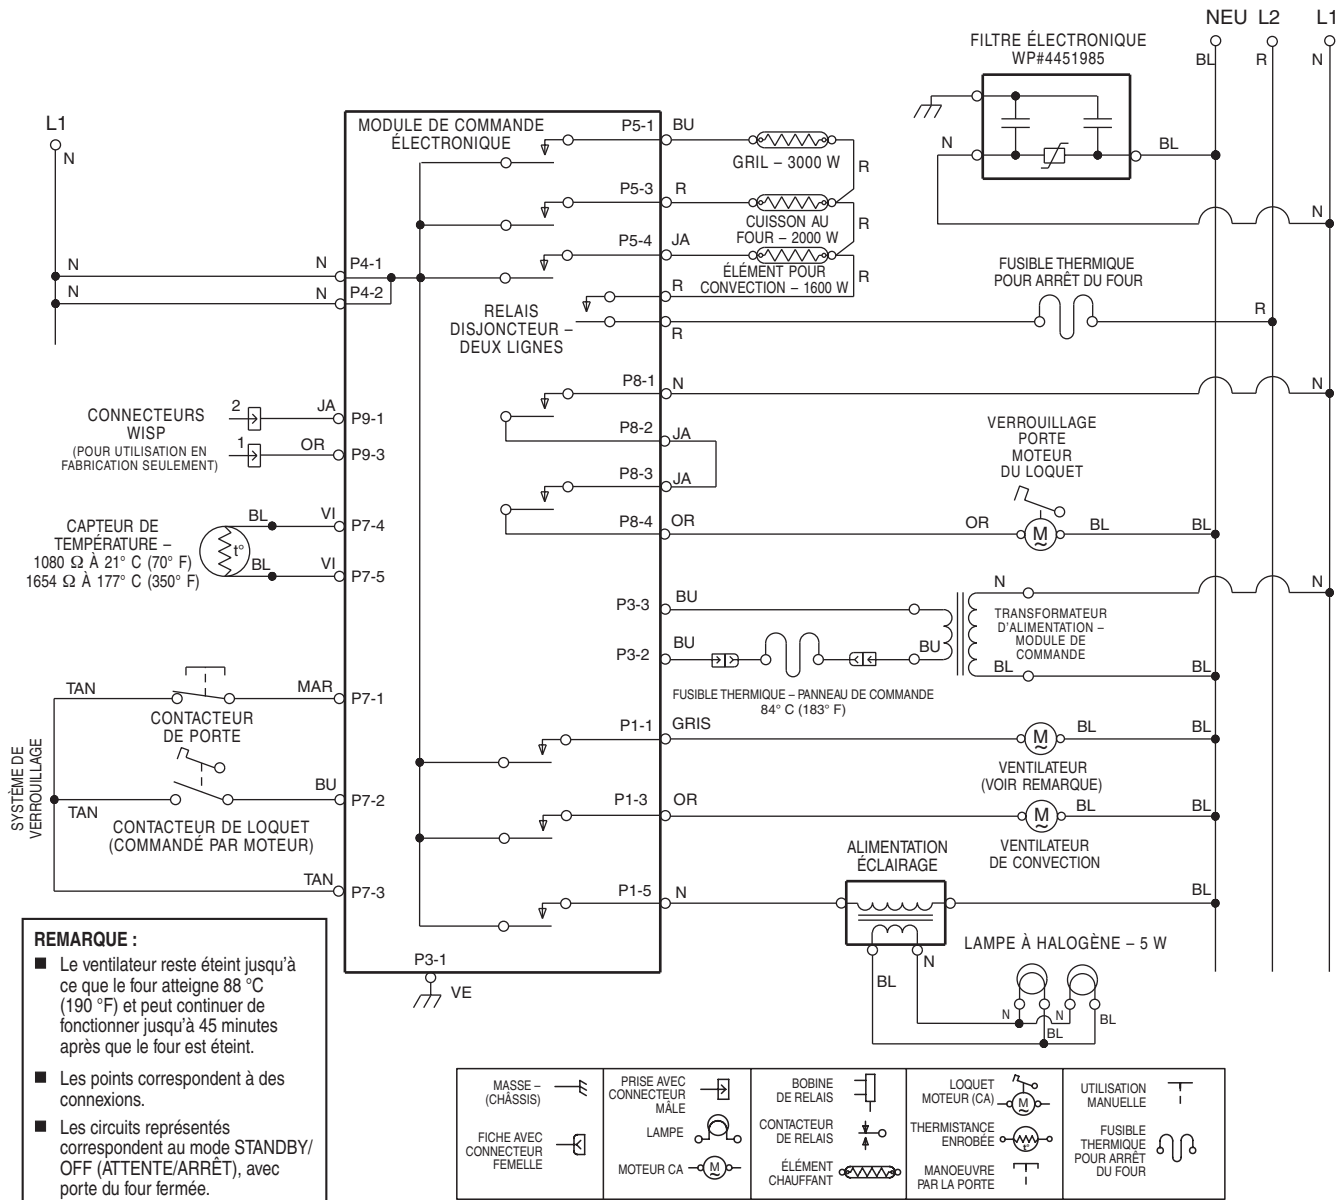 NEU L2 L1
FILTRE ÉLECTRONIQUE
WP#4451985
BL R N
N BL
N
L1
N
MODULE DE COMMANDE
ÉLECTRONIQUE
P5-1 BU
GRIL – 3000 W
R
P5-3 R
CUISSON AU
FOUR – 2000 W
R
P5-4 JA
ÉLÉMENT POUR
CONVECTION – 1600 W
R
R
R
RELAIS
DISJONCTEUR –
DEUX LIGNES
FUSIBLE THERMIQUE
POUR ARRÊT DU FOUR
R
N N P4-1
N N P4-2
P8-1 N
N
P8-2
JA
P8-3
JA
P8-4 OR
CONNECTEURS
WISP
(POUR UTILISATION EN
FABRICATION SEULEMENT)
2 JA P9-1
1 OR P9-3
VERROUILLAGE
PORTE
MOTEUR
DU LOQUET
OR M BL BL
CAPTEUR DE
TEMPÉRATURE –
1080 Ω À 21° C (70° F)
1654 Ω À 177° C (350° F)
t°
BL VI P7-4
BL VI P7-5
P3-3 BU
N N
TRANSFORMATEUR
D'ALIMENTATION –
MODULE DE
COMMANDE
P3-2 BU
BU
BL BL
FUSIBLE THERMIQUE – PANNEAU DE COMMANDE
84° C (183° F)
SYSTÈME DE
VERROUILLAGE
TAN MAR P7-1
CONTACTEUR
DE PORTE
TAN BU P7-2
CONTACTEUR DE LOQUET
(COMMANDÉ PAR MOTEUR)
TAN P7-3
P1-1 GRIS
M BL BL
VENTILATEUR
(VOIR REMARQUE)
P1-3 OR
M BL BL
VENTILATEUR
DE CONVECTION
ALIMENTATION
ÉCLAIRAGE
P1-5 N
BL
LAMPE À HALOGÈNE – 5 W
BL N
N N BL
BL
P3-1
VE
REMARQUE :
■ Le ventilateur reste éteint jusqu'à
ce que le four atteigne 88 °C
(190 °F) et peut continuer de
fonctionner jusqu'à 45 minutes
après que le four est éteint.
■ Les points correspondent à des
connexions.
■ Les circuits représentés
correspondent au mode STANDBY/
OFF (ATTENTE/ARRÊT), avec
porte du four fermée.
MASSE –
(CHÂSSIS)
FICHE AVEC
CONNECTEUR
FEMELLE
PRISE AVEC
CONNECTEUR
MÂLE
LAMPE
MOTEUR CA M
BOBINE
DE RELAIS
CONTACTEUR
DE RELAIS
ÉLÉMENT
CHAUFFANT
LOQUET
MOTEUR (CA) M
THERMISTANCE
ENROBÉE t°
MANOEUVRE
PAR LA PORTE
UTILISATION
MANUELLE
FUSIBLE
THERMIQUE
POUR ARRÊT
DU FOUR